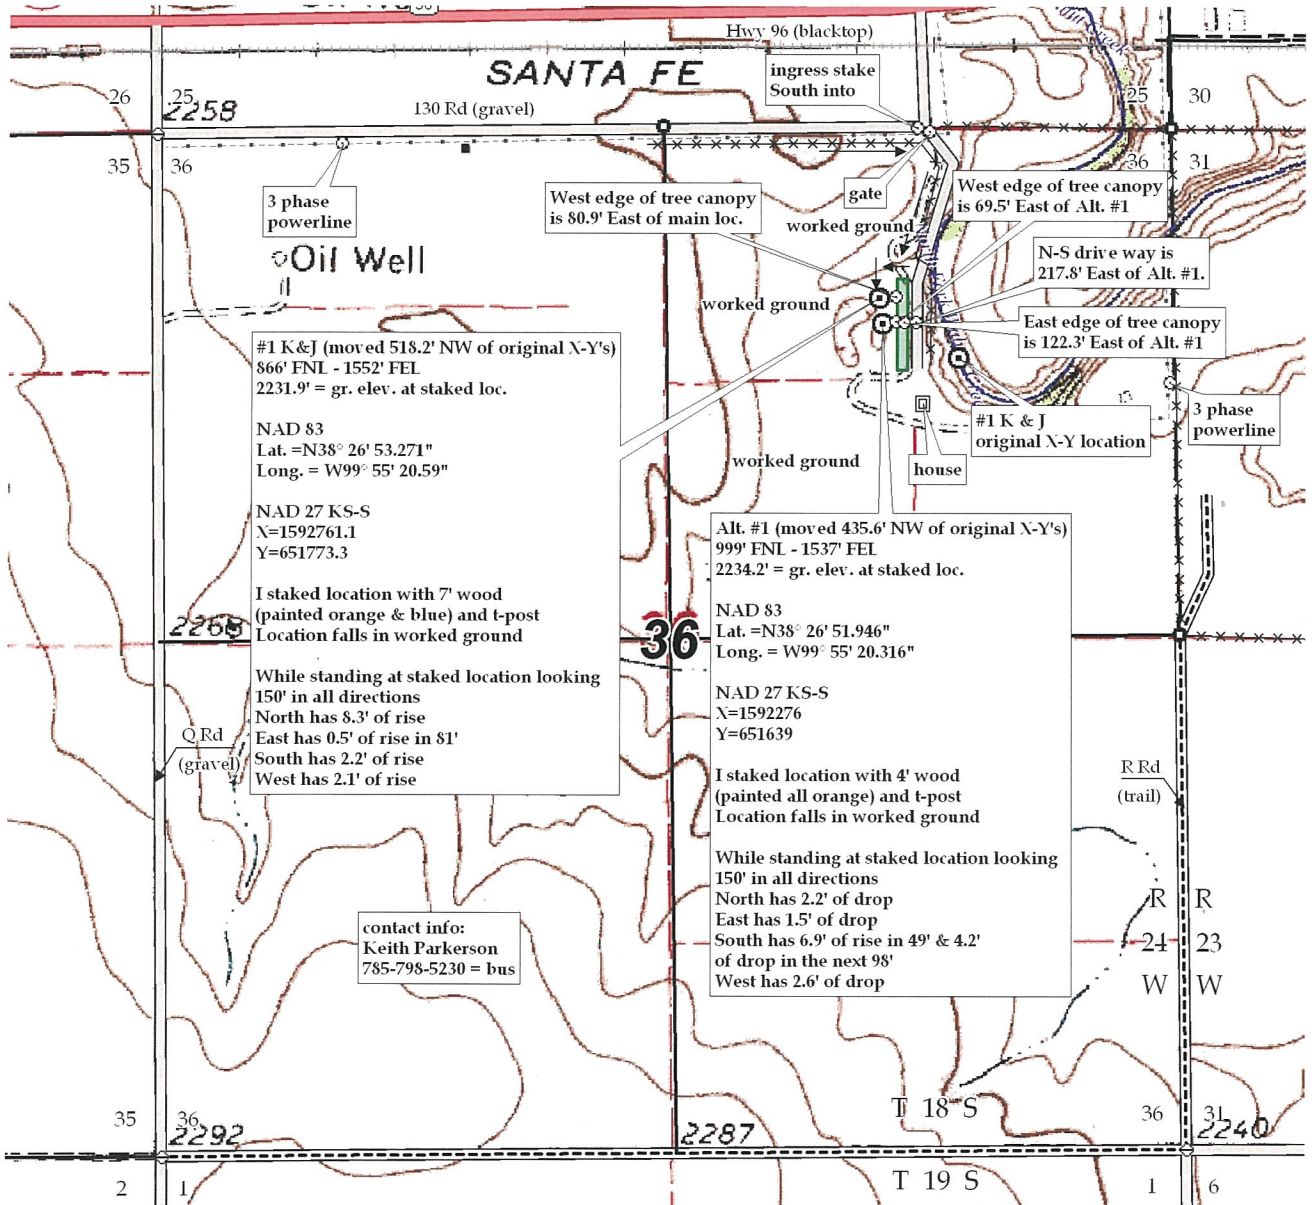 Hwy 96 (blacktop)
SANTA FE
ingress stake
South into
26
25
2258
130 Rd (gravel)
25
30
35
36
36
31
3 phase
powerline
West edge of tree canopy
is 80.9' East of main loc.
gate
West edge of tree canopy
is 69.5' East of Alt. #1
worked ground
Oil Well
N-S drive way is
217.8' East of Alt. #1.
worked ground
East edge of tree canopy
is 122.3' East of Alt. #1
#1 K&J (moved 518.2' NW of original X-Y's)
866' FNL - 1552' FEL
2231.9' = gr. elev. at staked loc.
NAD 83
Lat. =N38° 26' 53.271"
Long. = W99° 55' 20.59"
NAD 27 KS-S
X=1592761.1
Y=651773.3
I staked location with 7' wood
(painted orange & blue) and t-post
Location falls in worked ground
While standing at staked location looking
150' in all directions
North has 8.3' of rise
East has 0.5' of rise in 81'
South has 2.2' of rise
West has 2.1' of rise
#1 K & J
original X-Y location
3 phase
powerline
worked ground
house
Alt. #1 (moved 435.6' NW of original X-Y's)
999' FNL - 1537' FEL
2234.2' = gr. elev. at staked loc.
NAD 83
Lat. =N38° 26' 51.946"
Long. = W99° 55' 20.316"
NAD 27 KS-S
X=1592276
Y=651639
I staked location with 4' wood
(painted all orange) and t-post
Location falls in worked ground
While standing at staked location looking
150' in all directions
North has 2.2' of drop
East has 1.5' of drop
South has 6.9' of rise in 49' & 4.2'
of drop in the next 98'
West has 2.6' of drop
2268
36
Q Rd
(gravel)
R Rd
(trail)
contact info:
Keith Parkerson
785-798-5230 = bus
R R
24 23
W W
T 18 S
35
36
2292
2287
36
31
2240
T 19 S
2
1
1
6